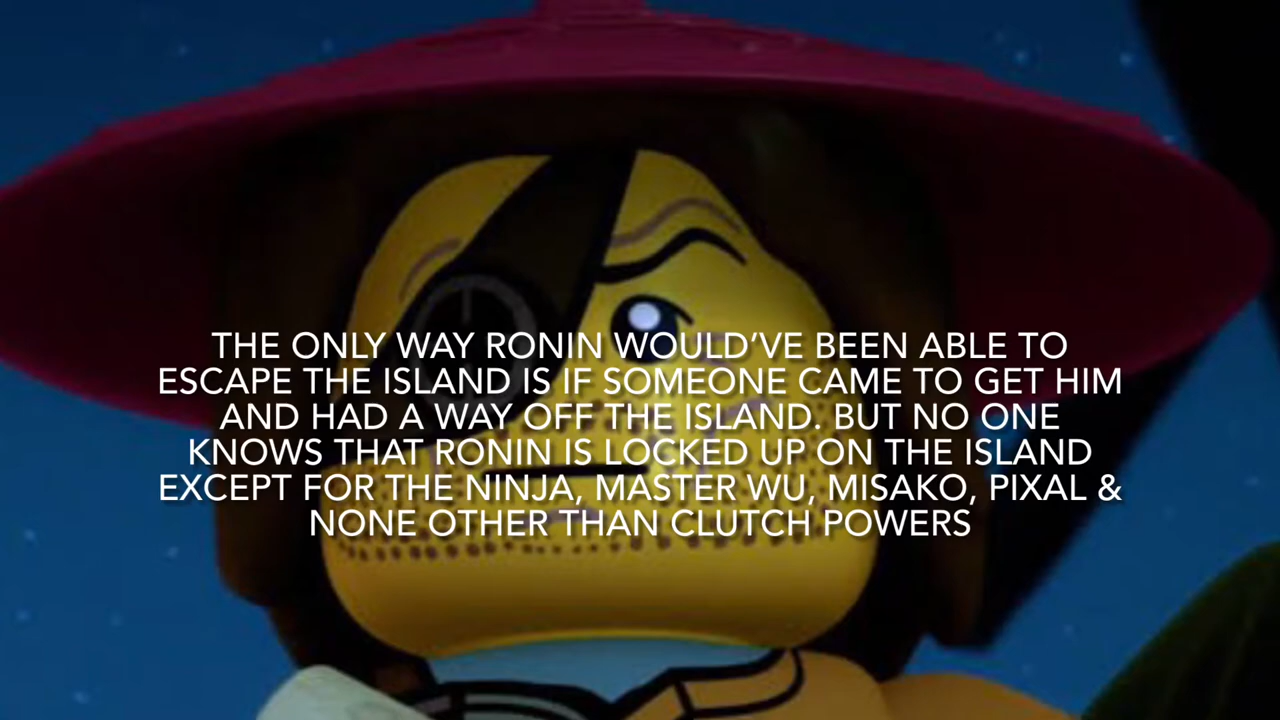 THE ONLY WAY RONIN WOULD’VE BEEN ABLE TO
ESCAPE THE ISLAND IS IF SOMEONE CAME TO GET HIM
AND HAD A WAY OFF THE ISLAND. BUT NO ONE
KNOWS THAT RONIN IS LOCKED UP ON THE ISLAND
EXCEPT FOR THE NINJA, MASTER WU, MISAKO, PIXAL &
NONE OTHER THAN CLUTCH POWERS